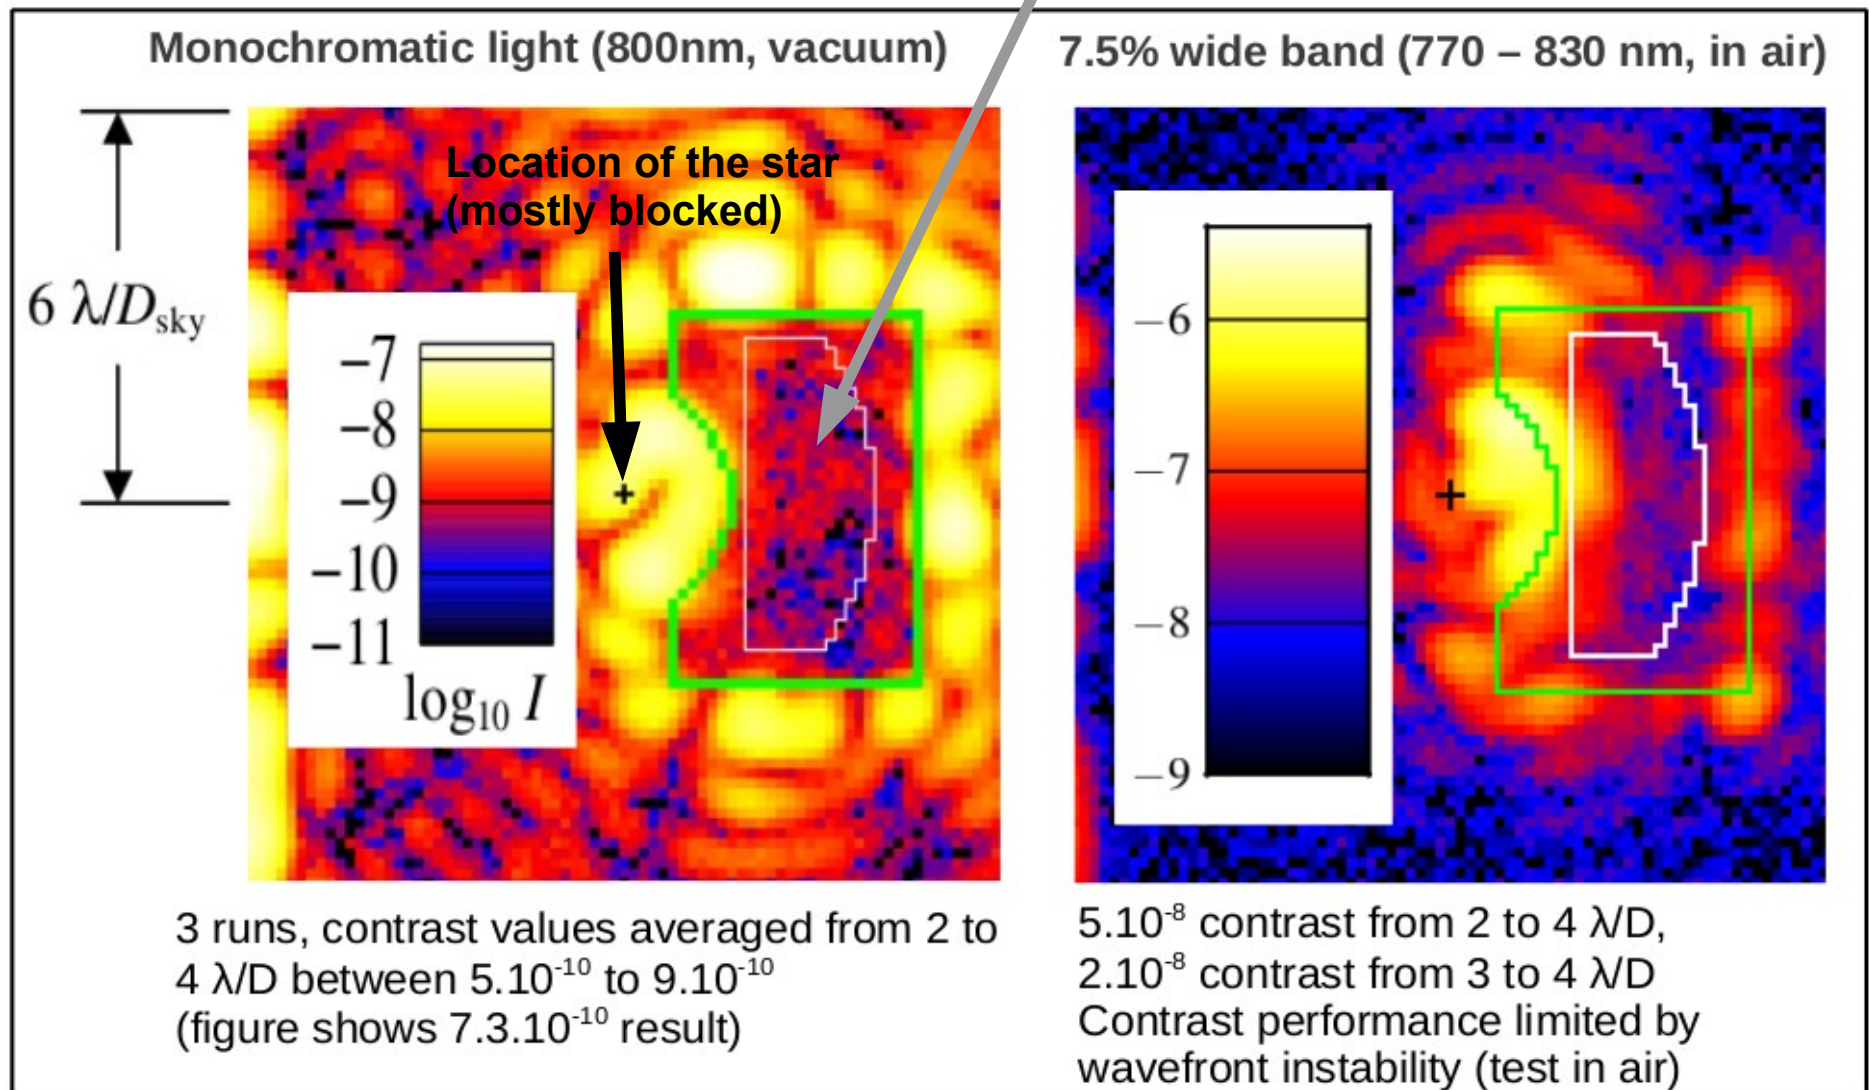 Monochromatic light (800nm, vacuum)
7.5% wide band (770 – 830 nm, in air)
Location of the star
(mostly blocked)
6 λ/Dsky
−7
−8
−9
−10
−11
log10 I
−6
−7
−8
−9
3 runs, contrast values averaged from 2 to
4 λ/D between 5.10-10 to 9.10-10
(figure shows 7.3.10-10 result)
5.10-8 contrast from 2 to 4 λ/D,
2.10-8 contrast from 3 to 4 λ/D
Contrast performance limited by
wavefront instability (test in air)